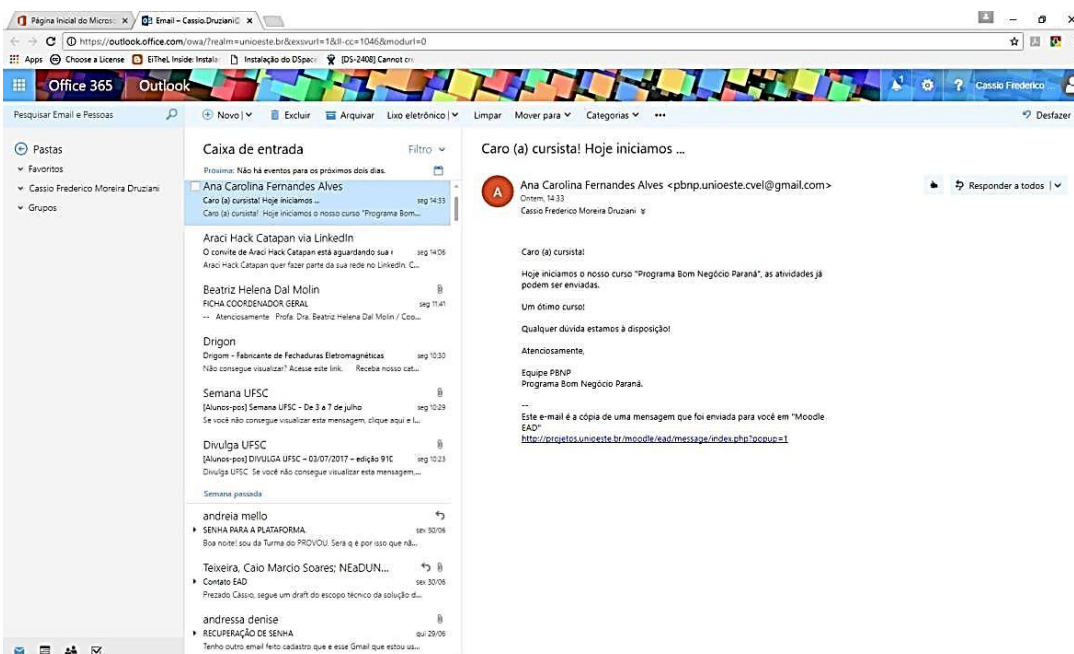 Página Inicial do Micros
Email – Cassio.Druziani
https://outlook.office.com/owa/?realm=unioeste.br&exsvurl=1&ll-cc=1046&modurl=0
Apps Choose a License EiTheL Inside: Instala Instalação do DSpace [DS-2408] Cannot cr
Office 365 Outlook
1 ? Cassio Frederico ...
Pesquisar Email e Pessoas
Novo Excluir Arquivar Lixo eletrônico Limpar Mover para Categorias ••• Desfazer
Pastas
Favoritos
Cassio Frederico Moreira Druziani
Grupos
Caixa de entrada Filtro
Próxima: Não há eventos para os próximos dois dias.
Ana Carolina Fernandes Alves
Caro (a) cursista! Hoje iniciamos ... seg 14:33
Caro (a) cursista! Hoje iniciamos o nosso curso "Programa Bom...
Araci Hack Catapan via LinkedIn
O convite de Araci Hack Catapan está aguardando sua r seg 14:06
Araci Hack Catapan quer fazer parte da sua rede no LinkedIn. C...
Beatriz Helena Dal Molin
FICHA COORDENADOR GERAL seg 11:41
-- Atenciosamente Profa. Dra. Beatriz Helena Dal Molin / Coo...
Drigon
Drigom - Fabricante de Fechaduras Eletromagnéticas seg 10:30
Não consegue visualizar? Acesse este link. Receba nosso cat...
Semana UFSC
[Alunos-pos] Semana UFSC - De 3 a 7 de julho seg 10:29
Se você não consegue visualizar esta mensagem, clique aqui e l...
Divulga UFSC
[Alunos-pos] DIVULGA UFSC – 03/07/2017 – edição 910 seg 10:23
Divulga UFSC Se você não consegue visualizar esta mensagem,...
Semana passada
andreia mello
SENHA PARA A PLATAFORMA. sex 30/06
Boa noite! sou da Turma do PROVOU. Será q é por isso que nã...
Teixeira, Caio Marcio Soares; NEaDUN...
Contato EAD sex 30/06
Prezado Cássio, segue um draft do escopo técnico da solução d...
andressa denise
RECUPERAÇÃO DE SENHA qui 29/06
Tenho outro email feito cadastro que e esse Gmail que estou us...
Caro (a) cursista! Hoje iniciamos ...
A
Ana Carolina Fernandes Alves <pbnp.unioeste.cvel@gmail.com>
Responder a todos
Ontem, 14:33
Cassio Frederico Moreira Druziani
Caro (a) cursista!
Hoje iniciamos o nosso curso "Programa Bom Negócio Paraná", as atividades já
podem ser enviadas.
Um ótimo curso!
Qualquer dúvida estamos à disposição!
Atenciosamente,
Equipe PBNP
Programa Bom Negócio Paraná.
--
Este e-mail é a cópia de uma mensagem que foi enviada para você em "Moodle
EAD"
http://projetos.unioeste.br/moodle/ead/message/index.php?popup=1